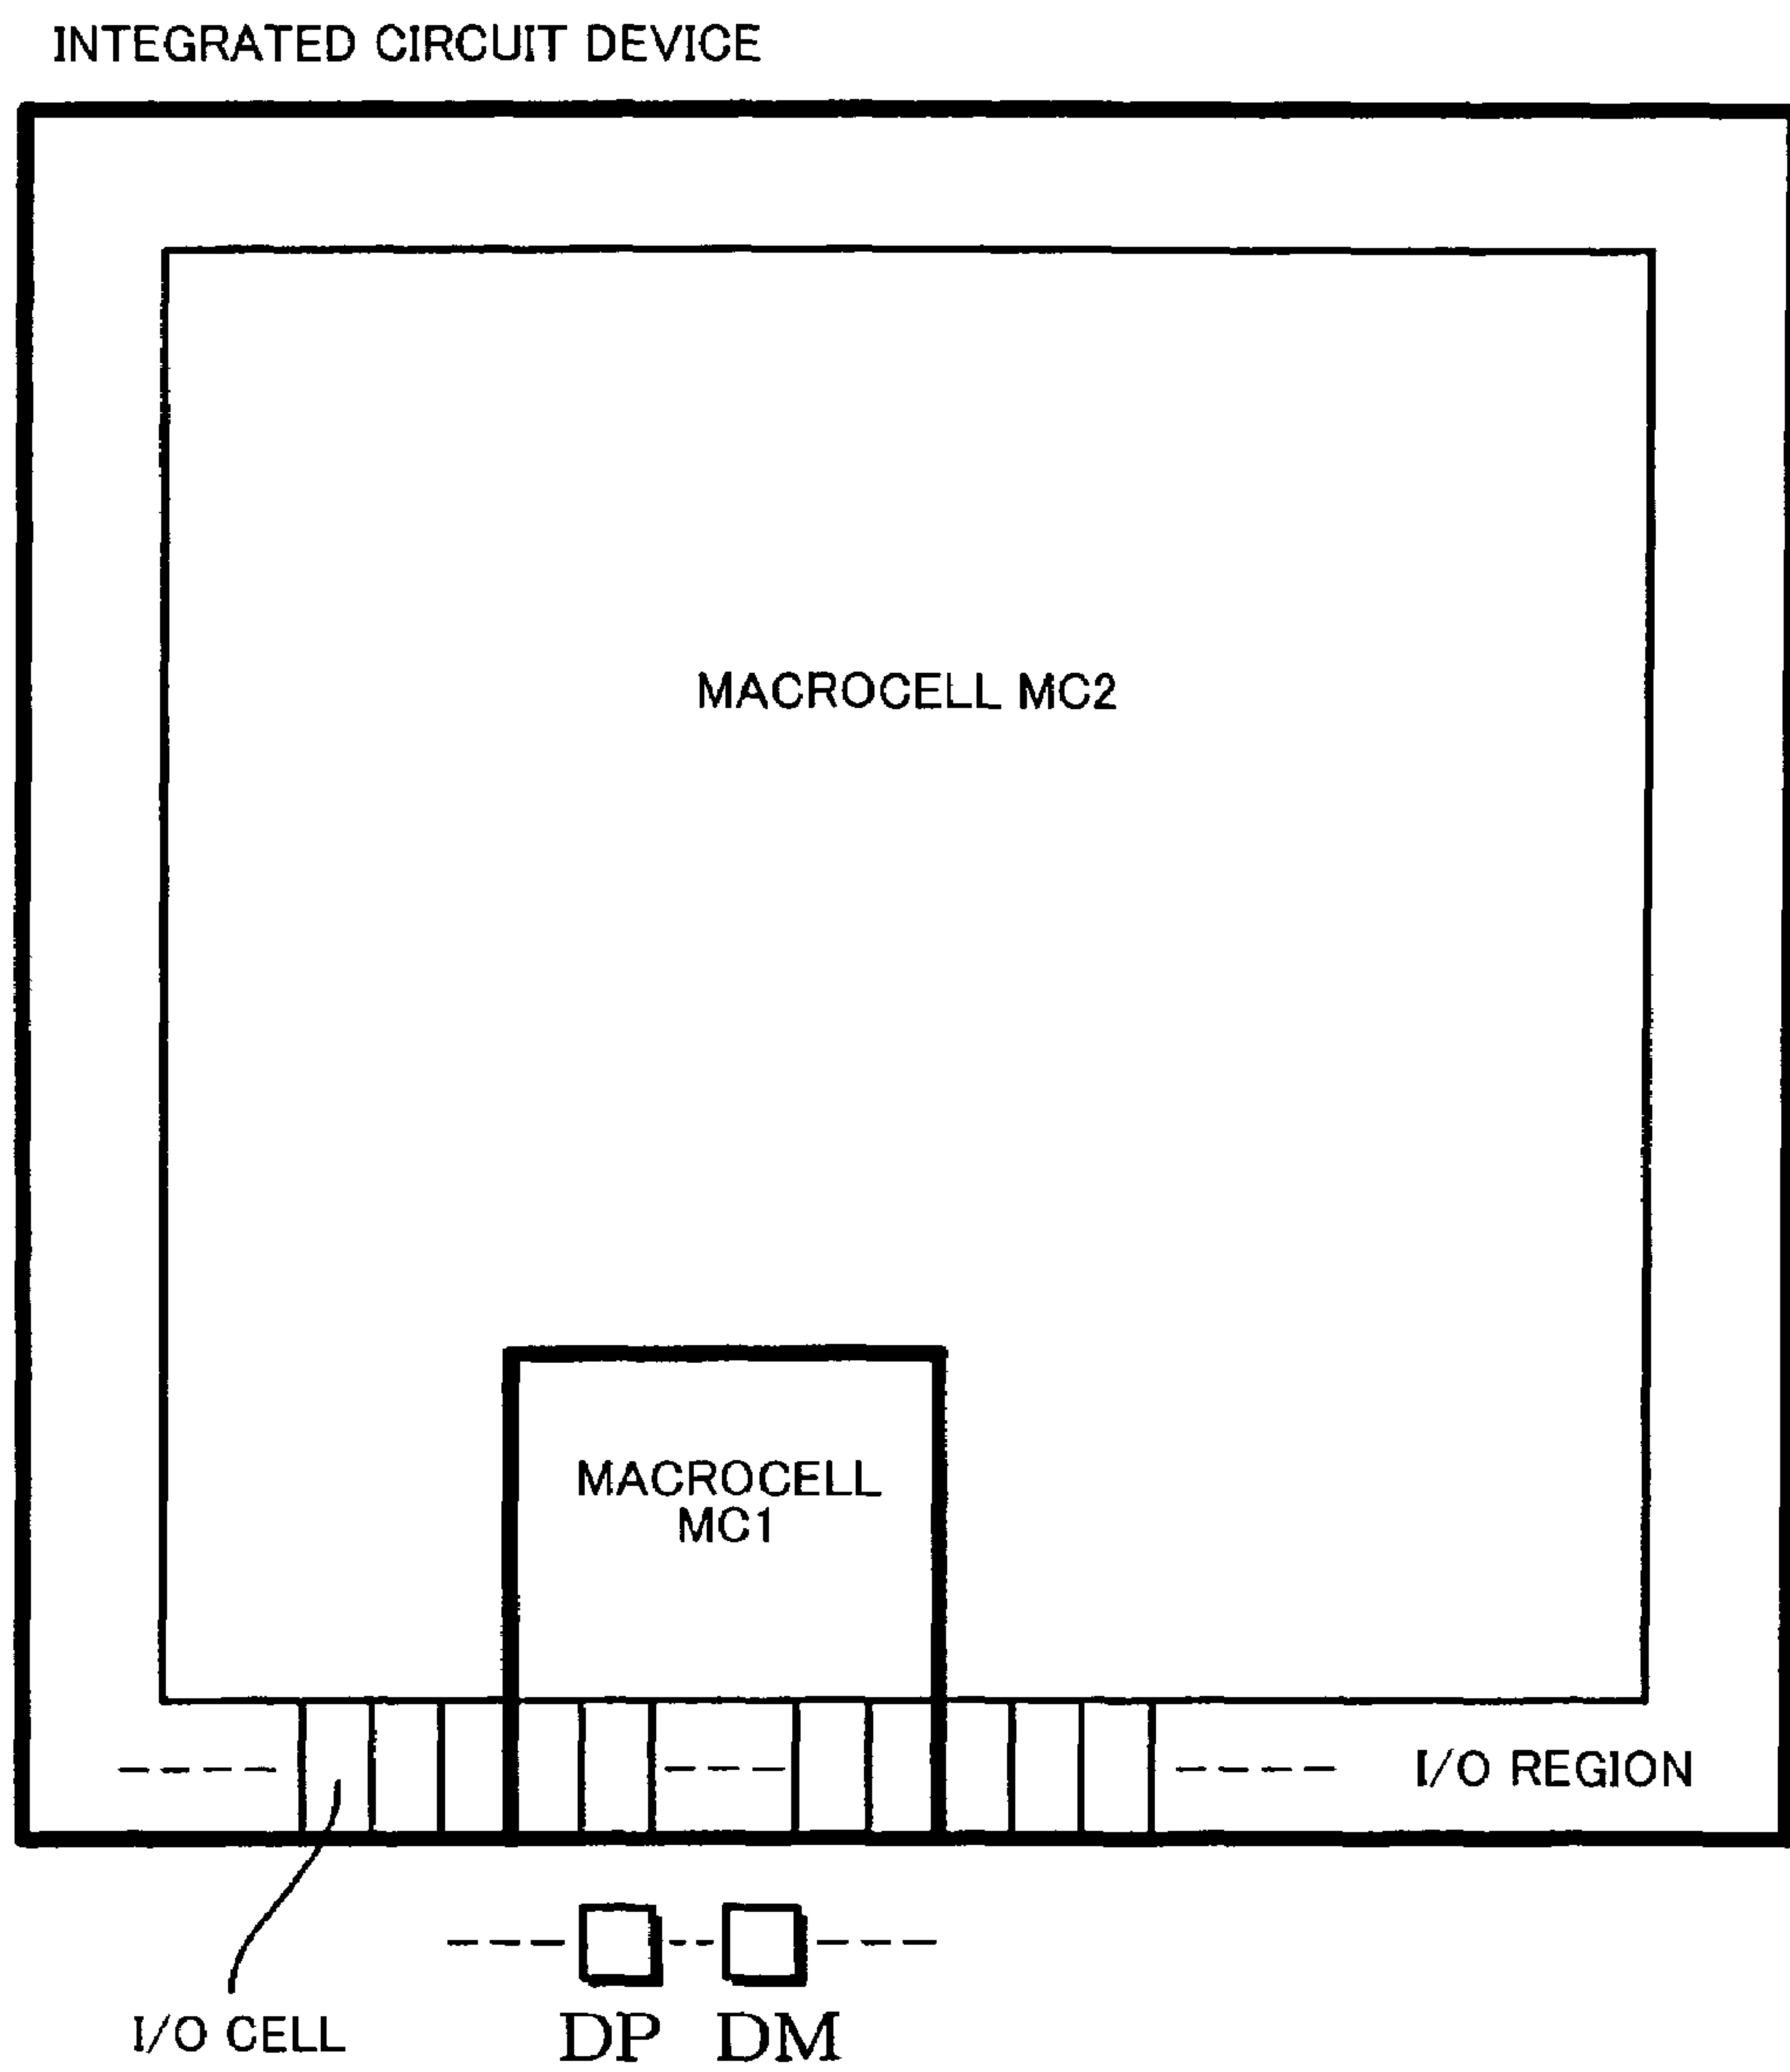 INTEGRATED CIRCUIT DEVICE
MACROCELL MC2
MACROCELL
MC1
I/O REGION
I/O CELL
DP DM